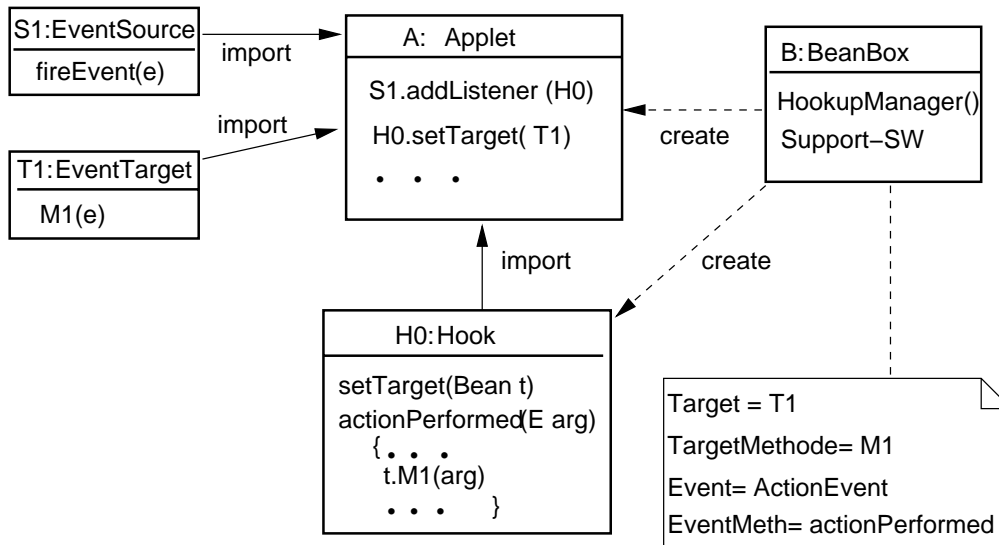 S1:EventSource
fireEvent(e)
import
T1:EventTarget
M1(e)
import
A: Applet
S1.addListener (H0)
H0.setTarget( T1)
. . .
B:BeanBox
HookupManager()
Support–SW
create
create
import
H0:Hook
setTarget(Bean t)
actionPerformed(E arg)
{ . . .
t.M1(arg)
. . . }
Target = T1
TargetMethode= M1
Event= ActionEvent
EventMeth= actionPerformed